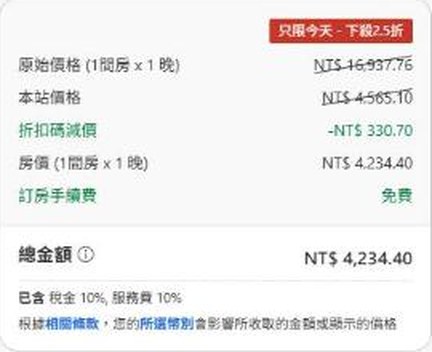 只限今天 - 下殺2.5折
原始價格 (1間房 x 1 晚) NT$ 16,937.76
本站價格 NT$ 4,565.10
折扣碼減價 -NT$ 330.70
房價 (1間房 x 1 晚) NT$ 4,234.40
訂房手續費 免費
總金額 NT$ 4,234.40
已含 稅金 10%, 服務費 10%
根據相關條款，您的所選幣別會影響所收取的金額或顯示的價格